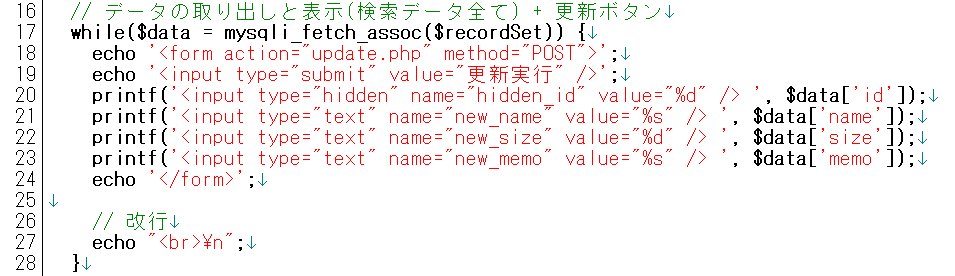 16 // データの取り出しと表示(検索データ全て) + 更新ボタン↓
17 while($data = mysqli_fetch_assoc($recordSet)) {↓
18 echo '<form action="update.php" method="POST">';↓
19 echo '<input type="submit" value="更新実行" />';↓
20 printf('<input type="hidden" name="hidden_id" value="%d" /> ', $data['id']);↓
21 printf('<input type="text" name="new_name" value="%s" /> ', $data['name']);↓
22 printf('<input type="text" name="new_size" value="%d" /> ', $data['size']);↓
23 printf('<input type="text" name="new_memo" value="%s" /> ', $data['memo']);↓
24 echo '</form>';↓
25 ↓
26 // 改行↓
27 echo "<br>¥n";↓
28 }↓